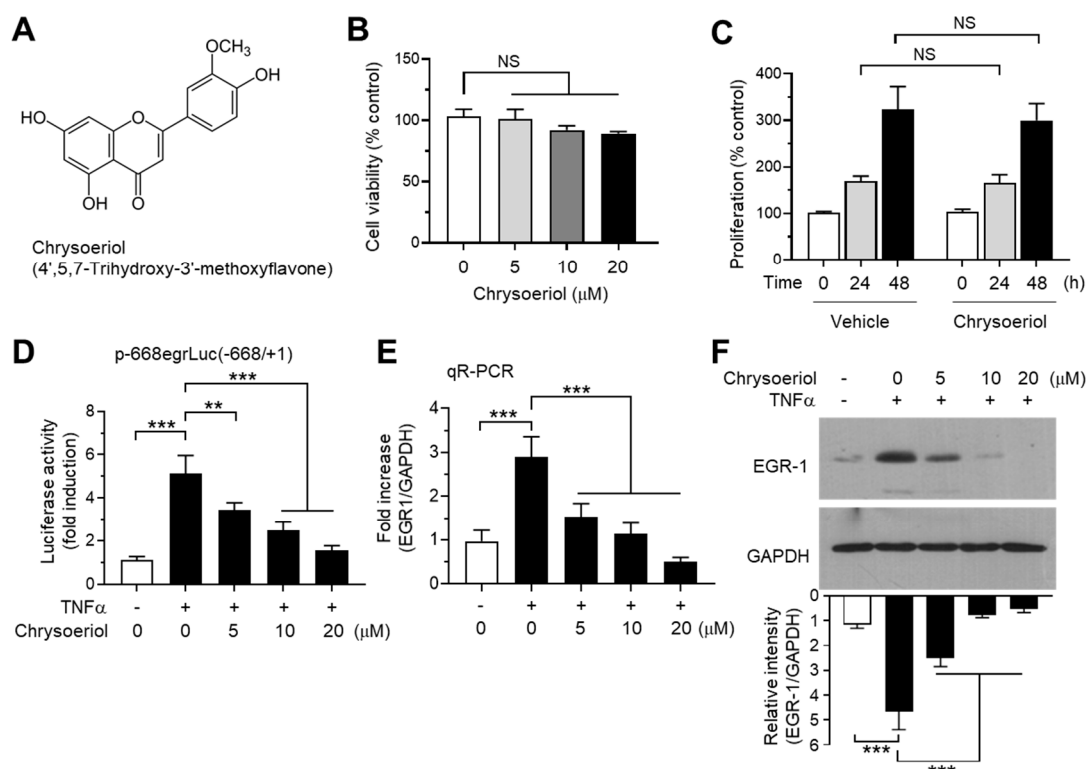 A
OCH3
OH
HO
O
OH
O
Chrysoeriol
(4',5,7-Trihydroxy-3'-methoxyflavone)
B
NS
150
100
50
0
Cell viability (% control)
0 5 10 20
Chrysoeriol (μM)
C
NS
NS
400
300
200
100
0
Proliferation (% control)
Time 0 24 48 0 24 48 (h)
Vehicle Chrysoeriol
D
p-668egrLuc(-668/+1)
***
**
***
8
6
4
2
0
Luciferase activity
(fold induction)
TNFα - + + + +
Chrysoeriol 0 0 5 10 20 (μM)
E
qR-PCR
***
***
4
3
2
1
0
Fold increase
(EGR1/GAPDH)
- + + + +
0 0 5 10 20 (μM)
F
Chrysoeriol - 0 5 10 20 (μM)
TNFα - + + + +
EGR-1
GAPDH
0
1
2
3
4
5
6
Relative intensity
(EGR-1/GAPDH)
***
***